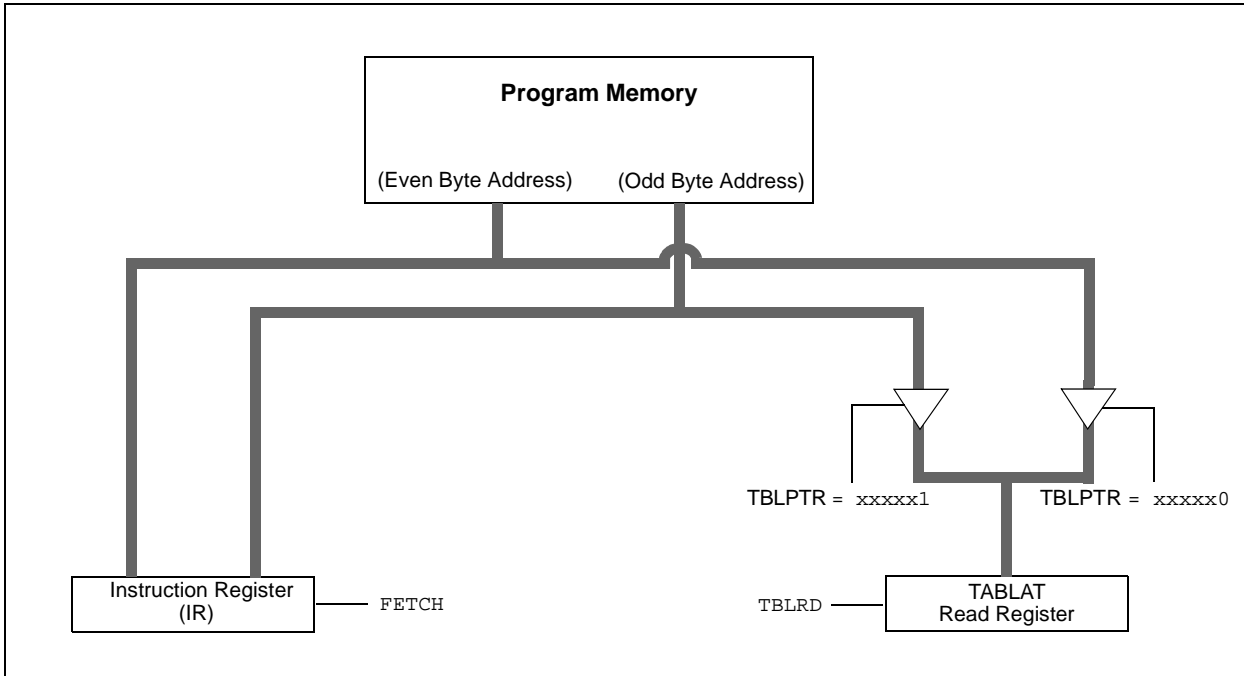 Program Memory
(Even Byte Address) (Odd Byte Address)
TBLPTR = xxxxx1
TBLPTR = xxxxx0
Instruction Register
(IR)
FETCH
TBLRD
TABLAT
Read Register